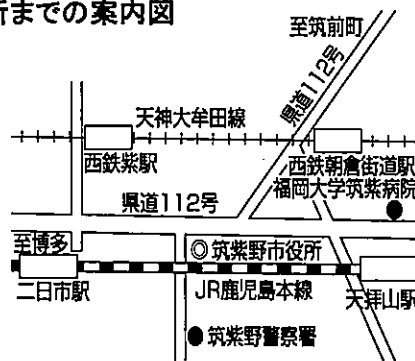 所までの案内図
至筑前町
県道112号
天神大牟田線
西鉄紫駅
西鉄朝倉街道駅
福岡大学筑紫病院
県道112号
至博多
筑紫野市役所
二日市駅
JR鹿児島本線
天拝山駅
筑紫野警察署